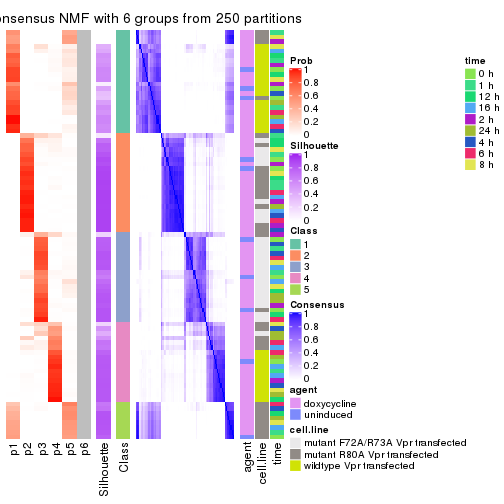 onsensus NMF with 6 groups from 250 partitions
Prob
1
0.8
0.6
0.4
0.2
0
Silhouette
1
0.8
0.6
0.4
0.2
0
Class
1
2
3
4
5
Consensus
1
0.8
0.6
0.4
0.2
0
agent
doxycycline
uninduced
cell.line
mutant F72A/R73A Vpr transfected
mutant R80A Vpr transfected
wildtype Vpr transfected
time
0 h
1 h
12 h
16 h
2 h
24 h
4 h
6 h
8 h
p1
p2
p3
p4
p5
p6
Silhouette
Class
agent
cell.line
time